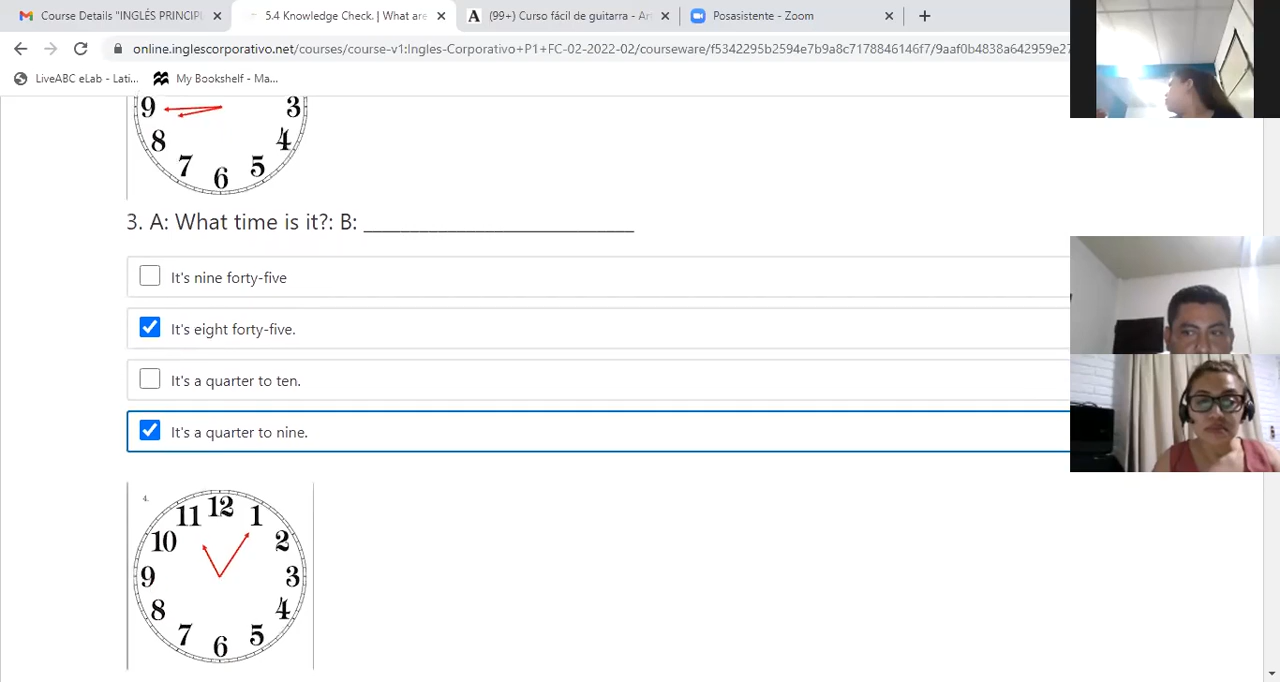 Course Details "INGLÉS PRINCIPI
5.4 Knowledge Check. | What are
(99+) Curso fácil de guitarra - Ar
Posasistente - Zoom
online.inglescorporativo.net/courses/course-v1:Ingles-Corporativo+P1+FC-02-2022-02/courseware/f5342295b2594e7b9a8c7178846146f7/9aaf0b4838a642959e27
LiveABC eLab - Lati...
My Bookshelf - Ma...
9 3
8 4
7 6 5
3. A: What time is it?: B: ___________________________
It's nine forty-five
It's eight forty-five.
It's a quarter to ten.
It's a quarter to nine.
4.
11 12 1
10 2
9 3
8 4
7 6 5